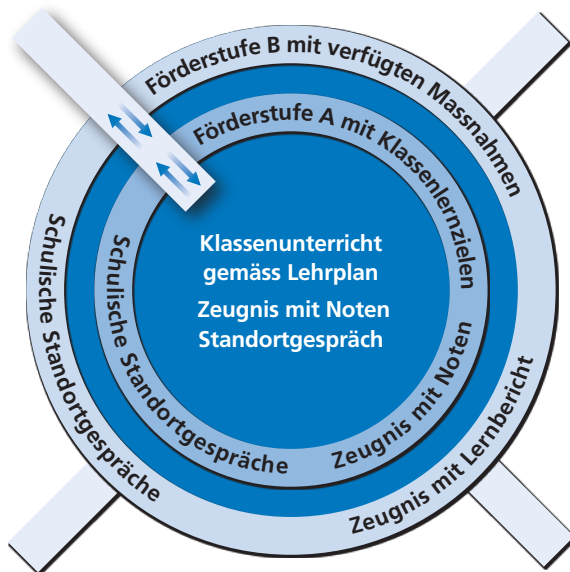 Förderstufe B mit verfügten Massnahmen
Förderstufe A mit Klassenlernzielen
Klassenunterricht
gemäss Lehrplan
Zeugnis mit Noten
Standortgespräch
Schulische Standortgespräche
Zeugnis mit Noten
Schulische Standortgespräche
Zeugnis mit Lernbericht